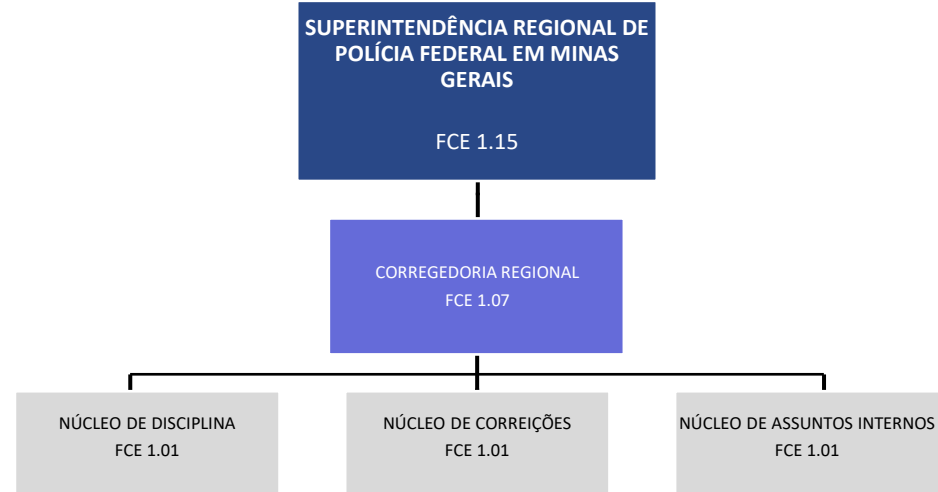 SUPERINTENDÊNCIA REGIONAL DE
POLÍCIA FEDERAL EM MINAS
GERAIS
FCE 1.15
CORREGEDORIA REGIONAL
FCE 1.07
NÚCLEO DE DISCIPLINA
FCE 1.01
NÚCLEO DE CORREIÇÕES
FCE 1.01
NÚCLEO DE ASSUNTOS INTERNOS
FCE 1.01